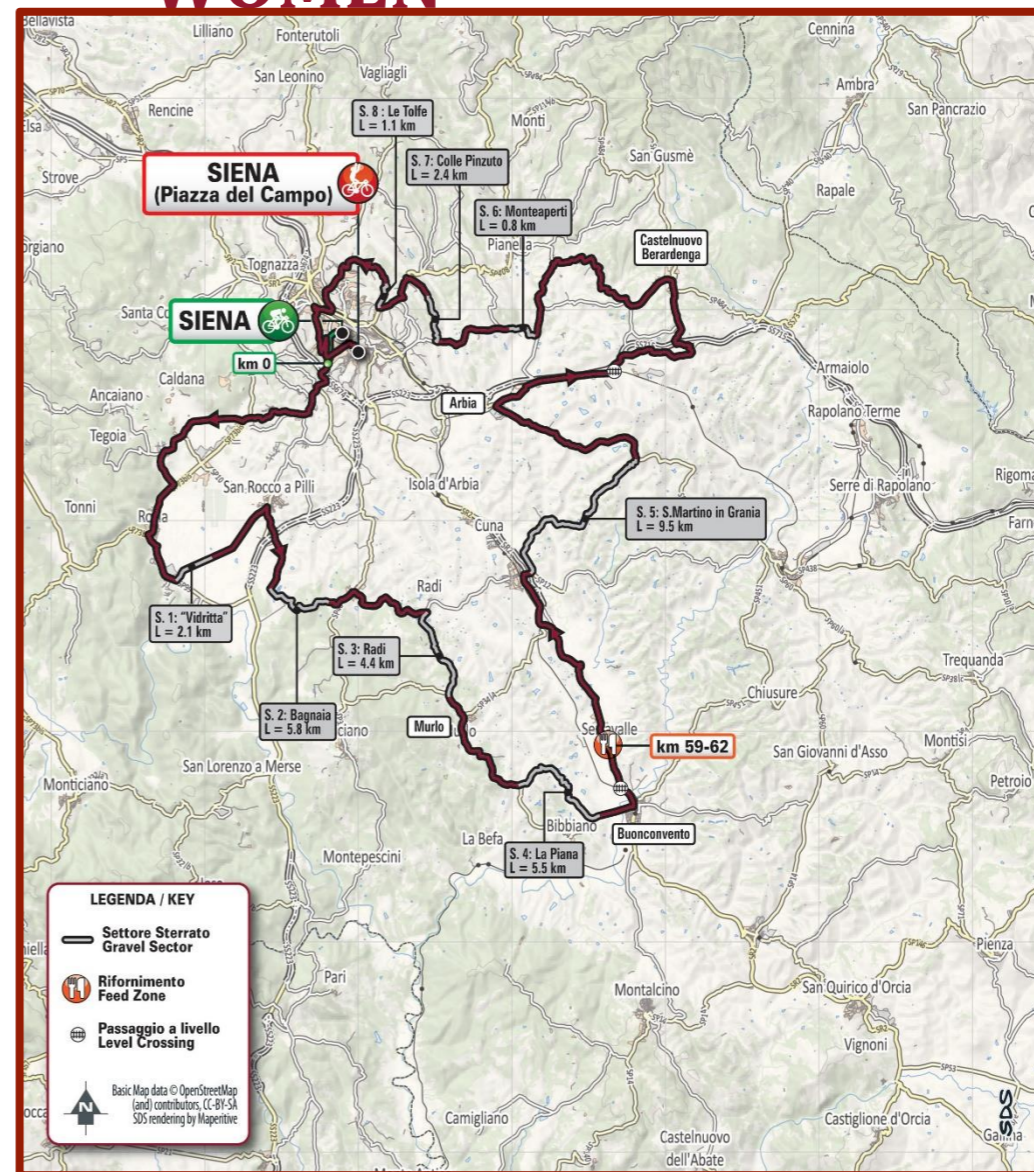 WOMEN
Bellavista
Lilliano
Fonterutoli
Cennina
San Leonino
Vagliagli
Ambra
Rencine
Monti
San Pancrazio
S. 8 : Le Tolfe
L = 1.1 km
Strove
San Gusmè
Rapale
S. 7: Colle Pinzuto
L = 2.4 km
SIENA
(Piazza del Campo)
S. 6: Monteaperti
L = 0.8 km
Pianella
Castelnuovo
Berardenga
Tognazza
SIENA
km 0
Caldana
Armaiolo
Ancaiano
Arbia
Rapolano Terme
Tegoia
Tonni
San Rocco a Pilli
Isola d'Arbia
Serre di Rapolano
Cuna
S. 5: S.Martino in Grania
L = 9.5 km
Radi
S. 1: "Vidritta"
L = 2.1 km
S. 3: Radi
L = 4.4 km
Trequanda
Chiusure
S. 2: Bagnaia
L = 5.8 km
Murlo
km 59-62
San Giovanni d'Asso
Montisi
San Lorenzo a Merse
Monticiano
Petroio
Bibbiano
Buonconvento
La Befa
Montepescini
S. 4: La Piana
L = 5.5 km
LEGENDA / KEY
Settore Sterrato
Gravel Sector
Rifornimento
Feed Zone
Passaggio a livello
Level Crossing
N
Basic Map data © OpenStreetMap
(and) contributors, CC-BY-SA
SDS rendering by Maperitive
Pari
Pienza
Montalcino
San Quirico d'Orcia
Vignoni
Camigliano
Castiglione d'Orcia
Castelnuovo
dell'Abate
SDS